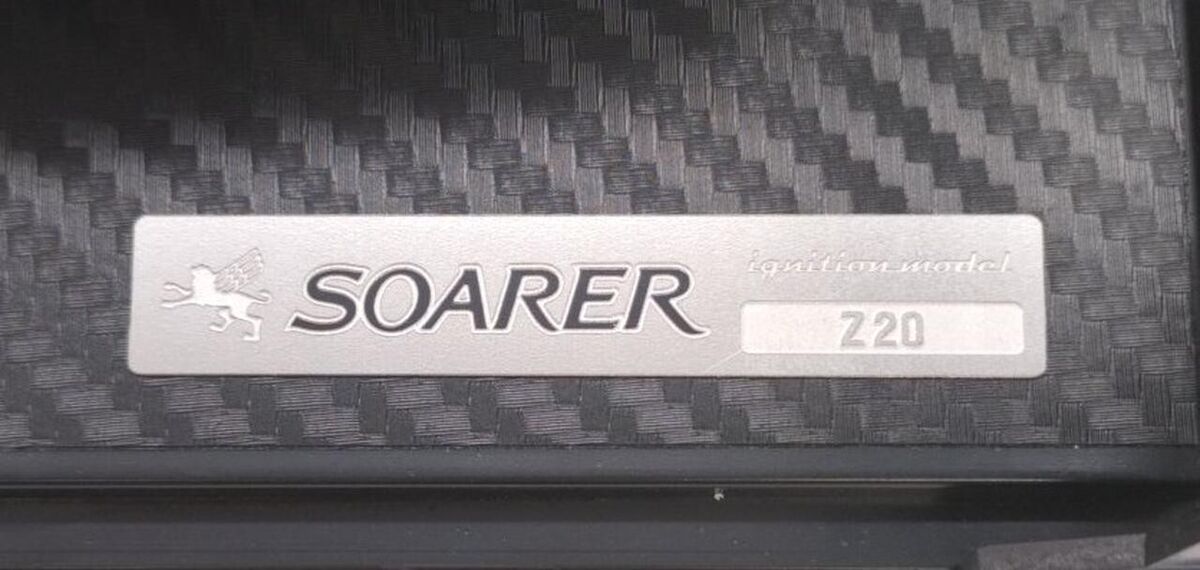 SOARER
ignition model
Z20